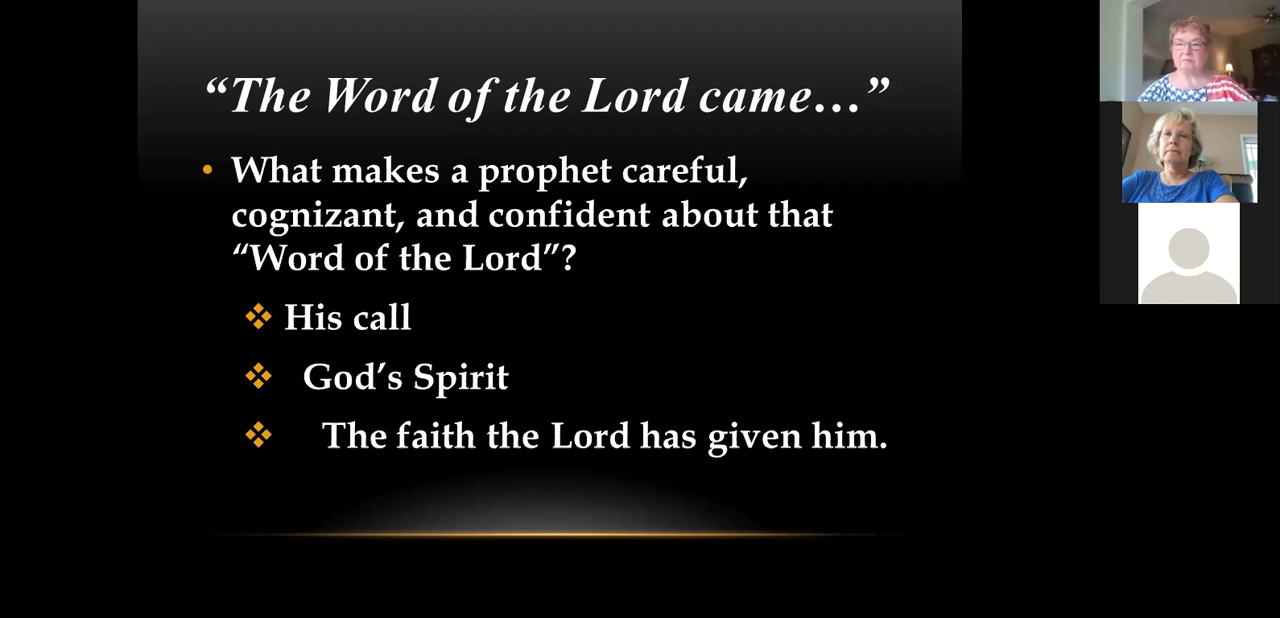 “The Word of the Lord came…”
• What makes a prophet careful,
cognizant, and confident about that
“Word of the Lord”?
❖ His call
❖ God’s Spirit
❖ The faith the Lord has given him.